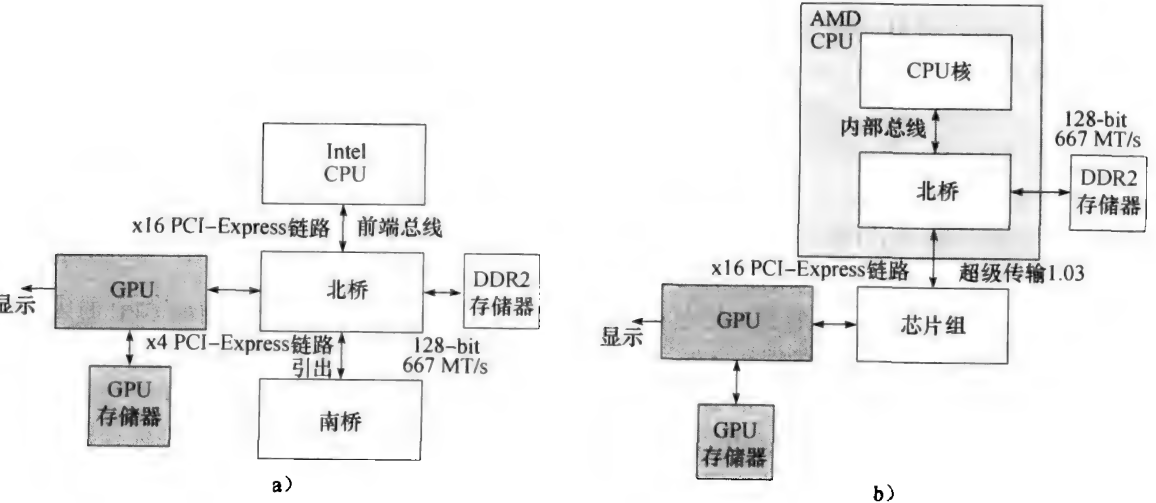 Intel
CPU
x16 PCI-Express链路
前端总线
GPU
北桥
DDR2
存储器
显示
x4 PCI-Express链路
引出
128-bit
667 MT/s
GPU
存储器
南桥
a)
AMD
CPU
CPU核
内部总线
128-bit
667 MT/s
北桥
DDR2
存储器
x16 PCI-Express链路
超级传输1.03
GPU
芯片组
显示
GPU
存储器
b)